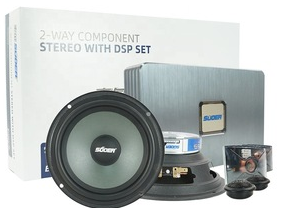 2-WAY COMPONENT
STEREO WITH DSP SET
SUOER
SUOER